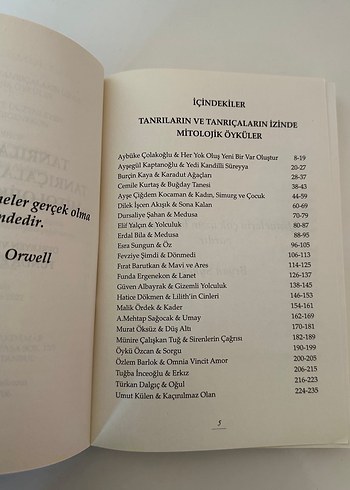 neler gerçek olma
ndedir.
Orwell
İÇİNDEKİLER
TANRILARIN VE TANRIÇALARIN İZİNDE
MİTOLOJİK ÖYKÜLER
Aybüke Çolakoğlu & Her Yok Oluş Yeni Bir Var Oluştur 8-19
Ayşegül Kaptanoğlu & Yedi Kandilli Süreyya 20-27
Burçin Kaya & Karadut Ağaçları 28-37
Cemile Kurtaş & Buğday Tanesi 38-43
Ayşe Çiğdem Kocaman & Kadın, Simurg ve Çocuk 44-59
Dilek İşcen Akışık & Sona Kalan 60-69
Dursaliye Şahan & Medusa 70-79
Elif Yalçın & Yolculuk 80-87
Erdal Bila & Medusa 88-95
Esra Sungun & Öz 96-105
Fevziye Şimdi & Dönmedi 106-113
Fırat Barutkan & Mavi ve Ares 114-125
Funda Ergenekon & Lanet 126-137
Güven Albayrak & Gizemli Yolculuk 138-145
Hatice Dökmen & Lilith'in Cinleri 146-153
Malik Ördek & Kader 154-161
A.Mehtap Sağocak & Umay 162-169
Murat Öksüz & Düş Altı 170-181
Münire Çalışkan Tuğ & Sirenlerin Çağrısı 182-189
Öykü Özcan & Sorgu 190-199
Özlem Barlok & Omnia Vincit Amor 200-205
Tuğba İnceoğlu & Erkız 206-215
Türkan Dalgıç & Oğul 216-223
Umut Külen & Kaçınılmaz Olan 224-235
5